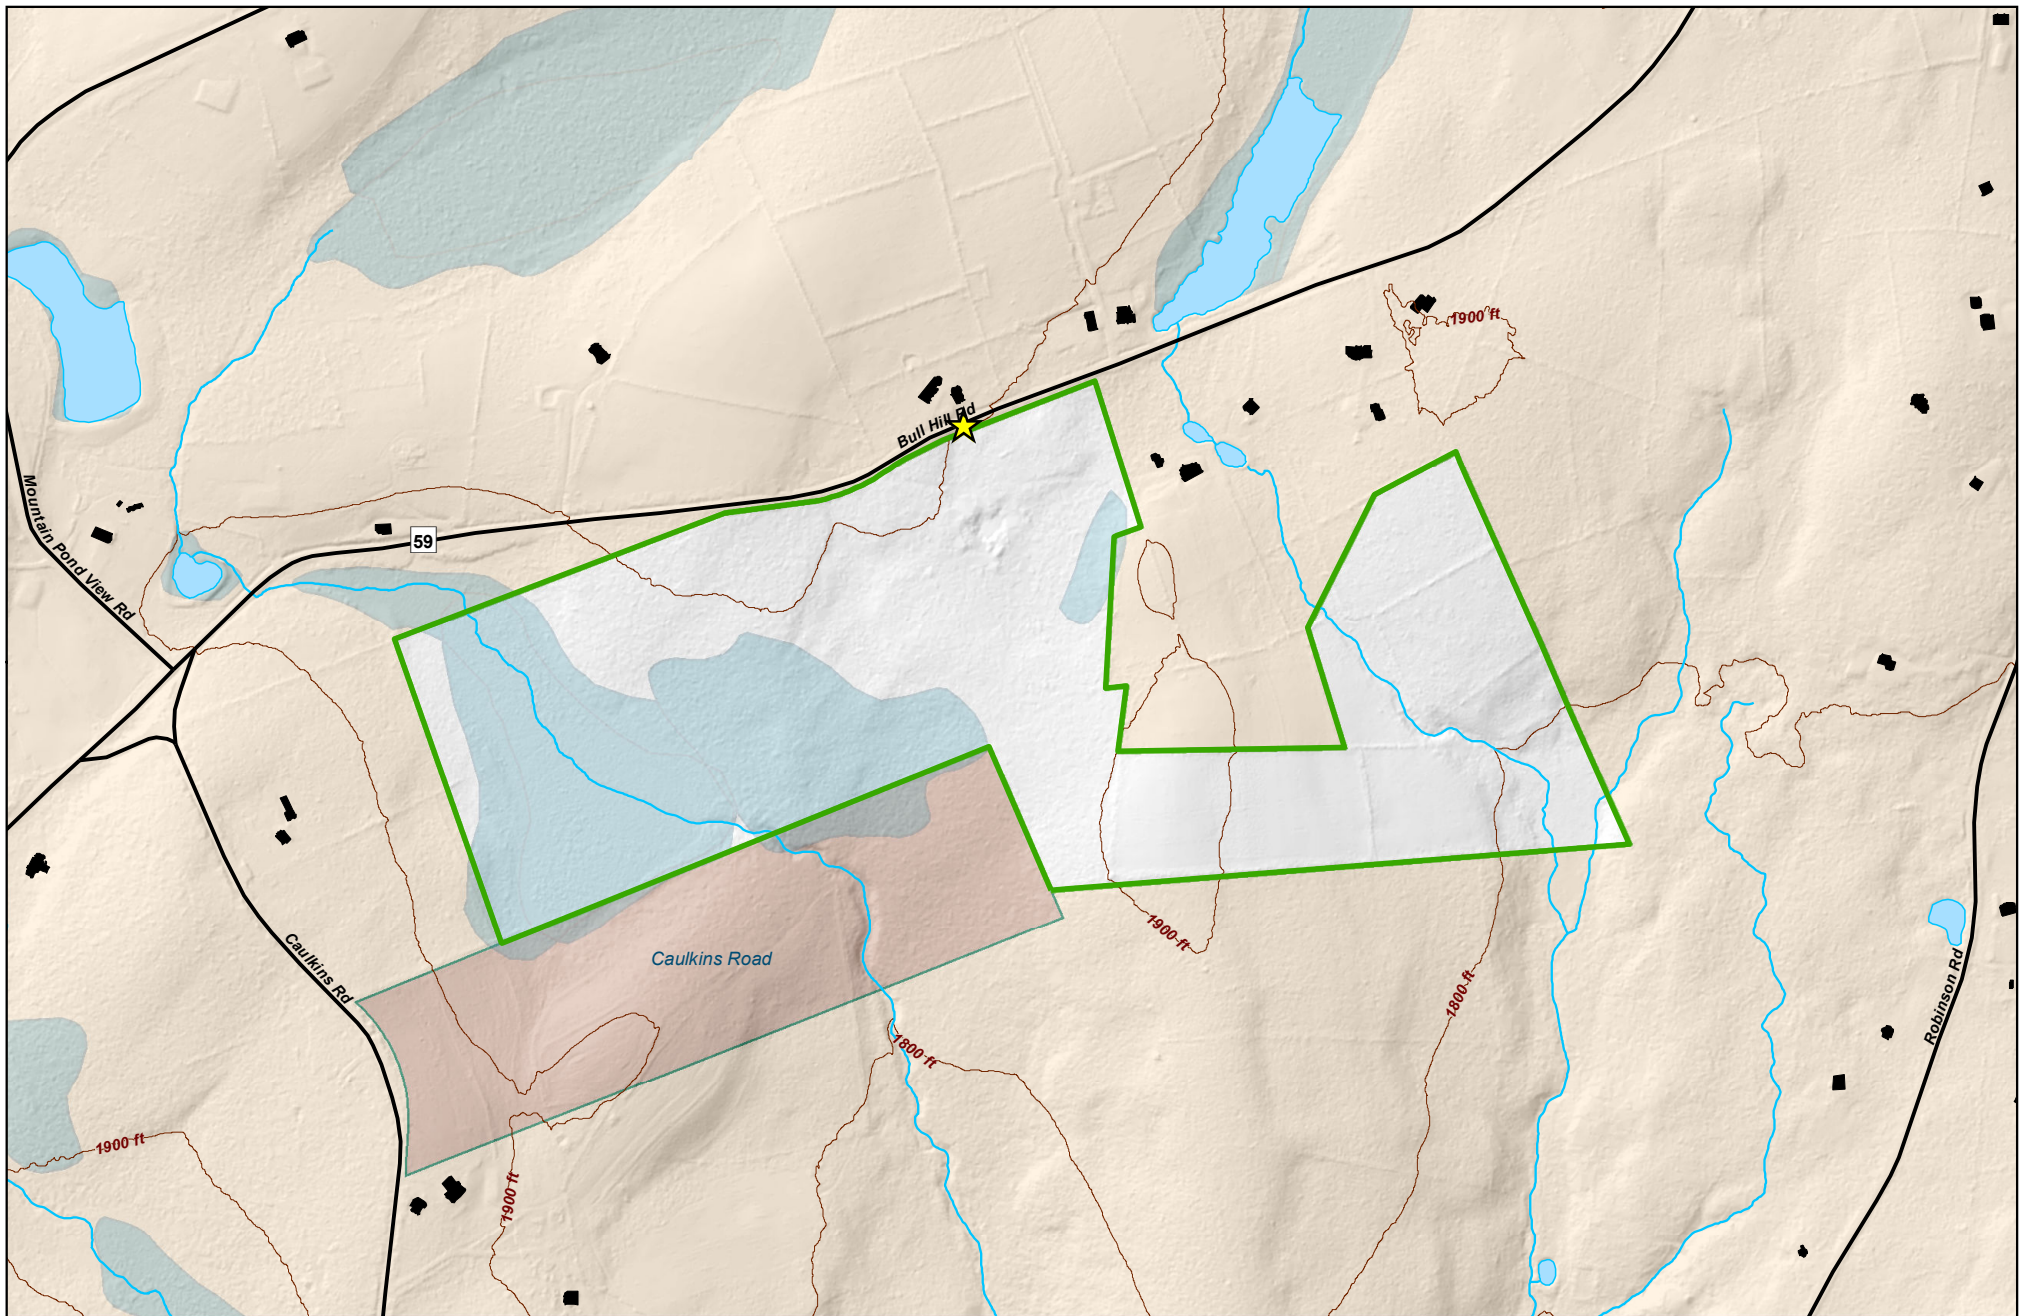 1900 ft
Bull Hill Rd
Mountain Pond View Rd
59
1900 ft
Caulkins Rd
Caulkins Road
1800 ft
Robinson Rd
1800 ft
1900 ft
1900 ft